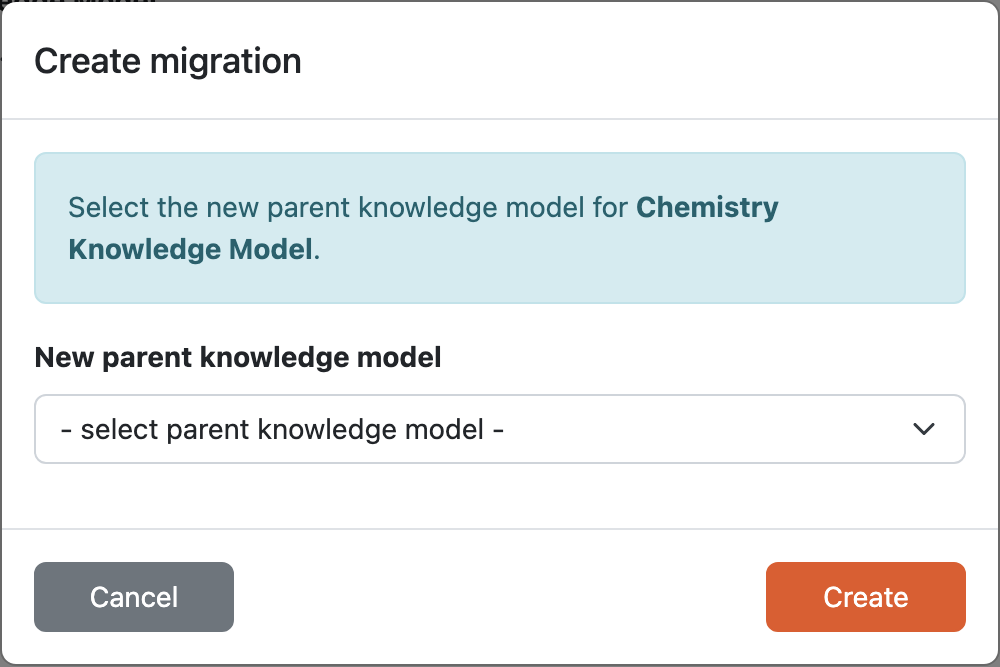 Create migration
Select the new parent knowledge model for Chemistry
Knowledge Model.
New parent knowledge model
- select parent knowledge model -
Cancel
Create